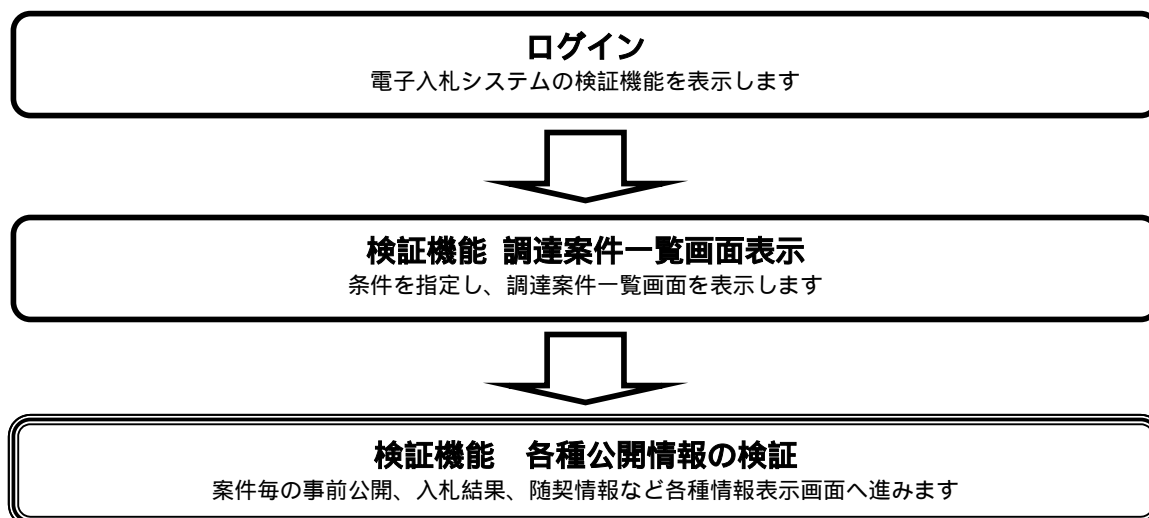 ログイン
電子入札システムの検証機能を表示します
検証機能 調達案件一覧画面表示
条件を指定し、調達案件一覧画面を表示します
検証機能　各種公開情報の検証
案件毎の事前公開、入札結果、随契情報など各種情報表示画面へ進みます